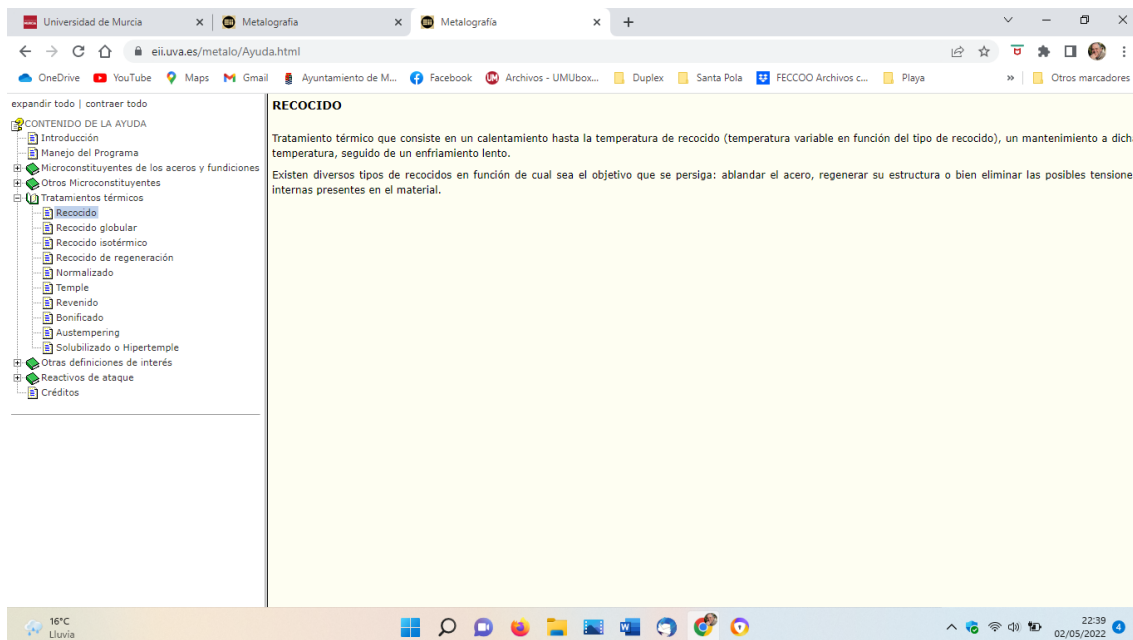 Universidad de Murcia
Metalografia
Metalografía
eii.uva.es/metalo/Ayuda.html
OneDrive YouTube Maps Gmail Ayuntamiento de M... Facebook Archivos - UMUbox... Duplex Santa Pola FECCOO Archivos c... Playa » Otros marcadores
expandir todo | contraer todo
CONTENIDO DE LA AYUDA
Introducción
Manejo del Programa
Microconstituyentes de los aceros y fundiciones
Otros Microconstituyentes
Tratamientos térmicos
Recocido
Recocido globular
Recocido isotérmico
Recocido de regeneración
Normalizado
Temple
Revenido
Bonificado
Austempering
Solubilizado o Hipertemple
Otras definiciones de interés
Reactivos de ataque
Créditos
RECOCIDO
Tratamiento térmico que consiste en un calentamiento hasta la temperatura de recocido (temperatura variable en función del tipo de recocido), un mantenimiento a dich
temperatura, seguido de un enfriamiento lento.
Existen diversos tipos de recocidos en función de cual sea el objetivo que se persiga: ablandar el acero, regenerar su estructura o bien eliminar las posibles tensione
internas presentes en el material.
16°C
Lluvia
22:39
02/05/2022
4